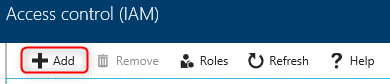 Access control (IAM)
Add Remove Roles Refresh ? Help